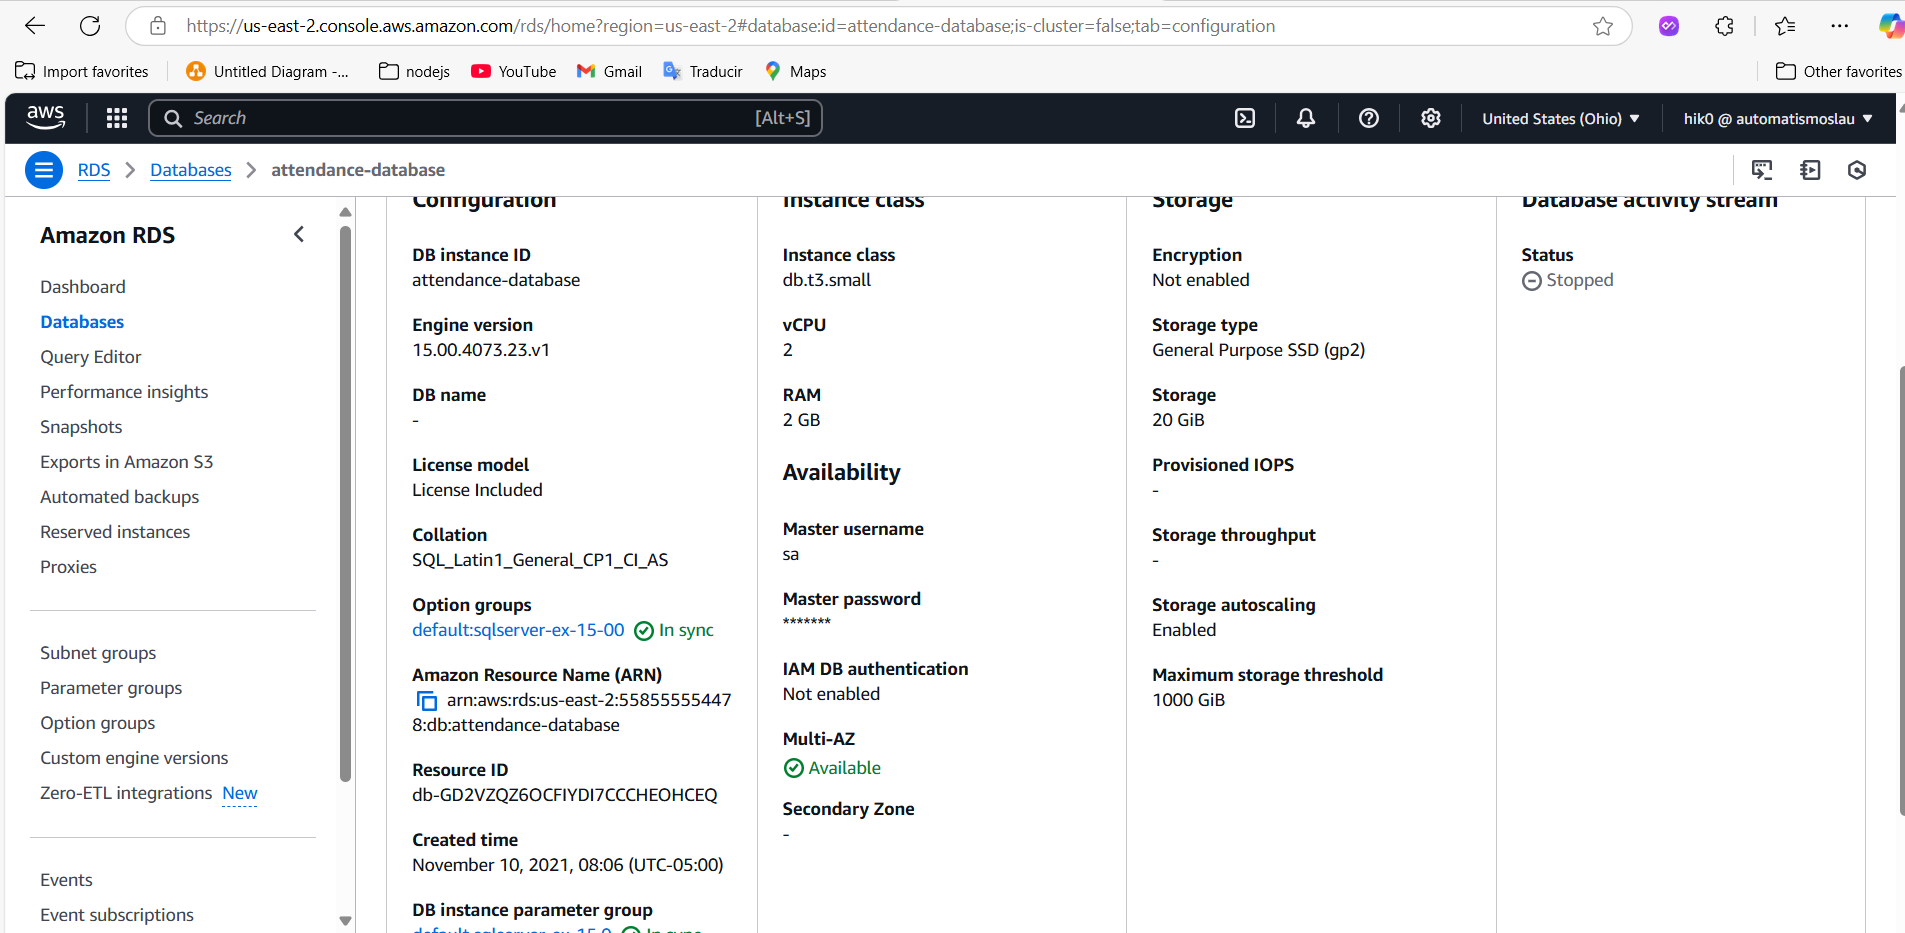 https://us-east-2.console.aws.amazon.com/rds/home?region=us-east-2#database:id=attendance-database;is-cluster=false;tab=configuration
Import favorites
Untitled Diagram -...
nodejs
YouTube
Gmail
Traducir
Maps
Other favorites
aws
Search
[Alt+S]
United States (Ohio)
hik0 @ automatismoslau
RDS
Databases
attendance-database
Amazon RDS
Dashboard
Databases
Query Editor
Performance insights
Snapshots
Exports in Amazon S3
Automated backups
Reserved instances
Proxies
Subnet groups
Parameter groups
Option groups
Custom engine versions
Zero-ETL integrations New
Events
Event subscriptions
Configuration
DB instance ID
attendance-database
Engine version
15.00.4073.23.v1
DB name
-
License model
License Included
Collation
SQL_Latin1_General_CP1_CI_AS
Option groups
default:sqlserver-ex-15-00 In sync
Amazon Resource Name (ARN)
arn:aws:rds:us-east-2:55855555447
8:db:attendance-database
Resource ID
db-GD2VZQZ6OCFIYDI7CCCHEOHCEQ
Created time
November 10, 2021, 08:06 (UTC-05:00)
DB instance parameter group
default:sqlserver-ex-15.0 In sync
Instance class
Instance class
db.t3.small
vCPU
2
RAM
2 GB
Availability
Master username
sa
Master password
*******
IAM DB authentication
Not enabled
Multi-AZ
Available
Secondary Zone
-
Storage
Encryption
Not enabled
Storage type
General Purpose SSD (gp2)
Storage
20 GiB
Provisioned IOPS
-
Storage throughput
-
Storage autoscaling
Enabled
Maximum storage threshold
1000 GiB
Database activity stream
Status
Stopped